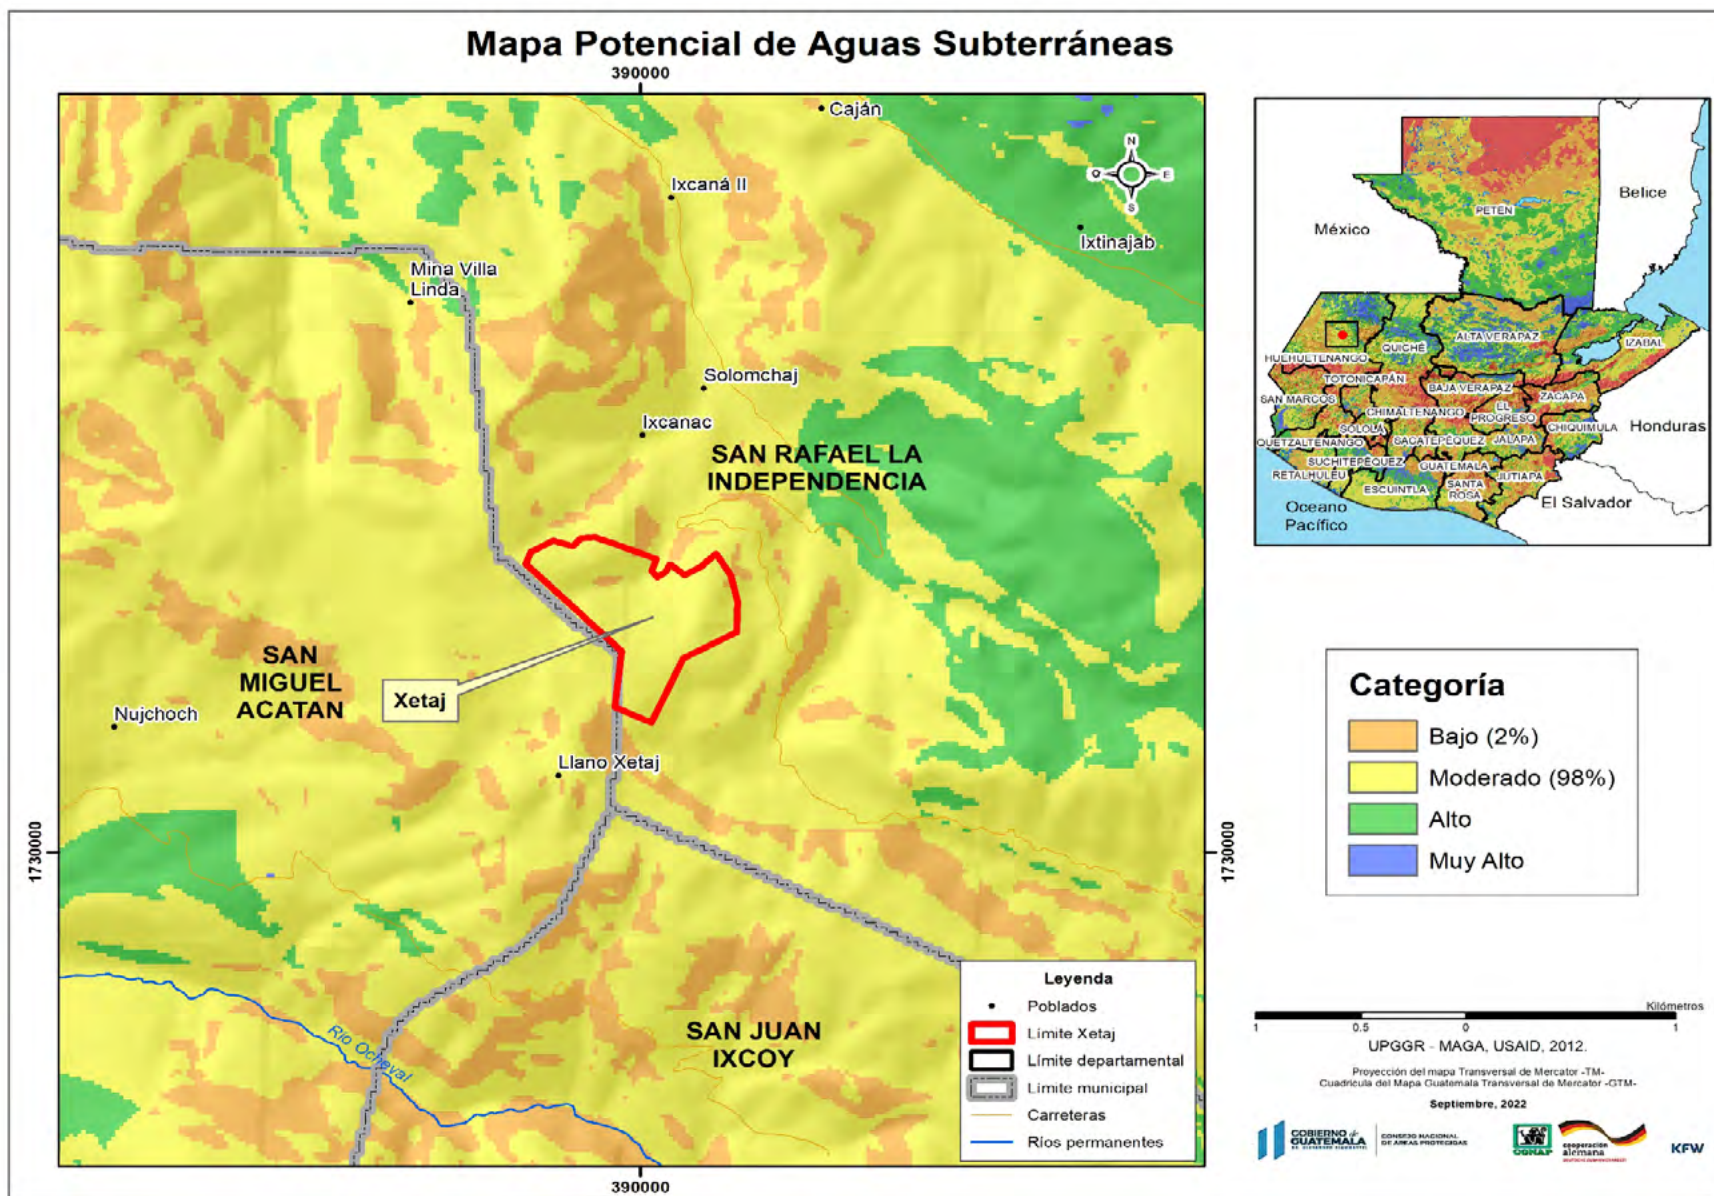 Mapa Potencial de Aguas Subterráneas
390000
Caján
Ixcaná II
Ixtinajab
N
O
E
S
Mina Villa
Linda
Solomchaj
Ixcanac
SAN RAFAEL LA
INDEPENDENCIA
SAN
MIGUEL
ACATAN
Xetaj
Nujchoch
Llano Xetaj
1730000
1730000
SAN JUAN
IXCOY
Río Ocheval
390000
Leyenda
Poblados
Límite Xetaj
Límite departamental
Límite municipal
Carreteras
Ríos permanentes
México
Belice
PETEN
HUEHUETENANGO
QUICHÉ
ALTA VERAPAZ
IZABAL
TOTONICAPÁN
BAJA VERAPAZ
SAN MARCOS
ZACAPA
CHIMALTENANGO
EL
PROGRESO
SOLOLA
CHIQUIMULA
Honduras
QUETZALTENANGO
SACATEPÉQUEZ
JALAPA
SUCHITEPÉQUEZ
GUATEMALA
RETALHULEU
JUTIAPA
ESCUINTLA
SANTA
ROSA
El Salvador
Oceano
Pacífico
Categoría
Bajo (2%)
Moderado (98%)
Alto
Muy Alto
Kilómetros
1 0.5 0 1
UPGGR - MAGA, USAID, 2012.
Proyección del mapa Transversal de Mercator -TM-
Cuadricula del Mapa Guatemala Transversal de Mercator -GTM-
Septiembre, 2022
GOBIERNO de
GUATEMALA
CONSEJO NACIONAL
DE ÁREAS PROTEGIDAS
CONAP
cooperación
alemana
KFW